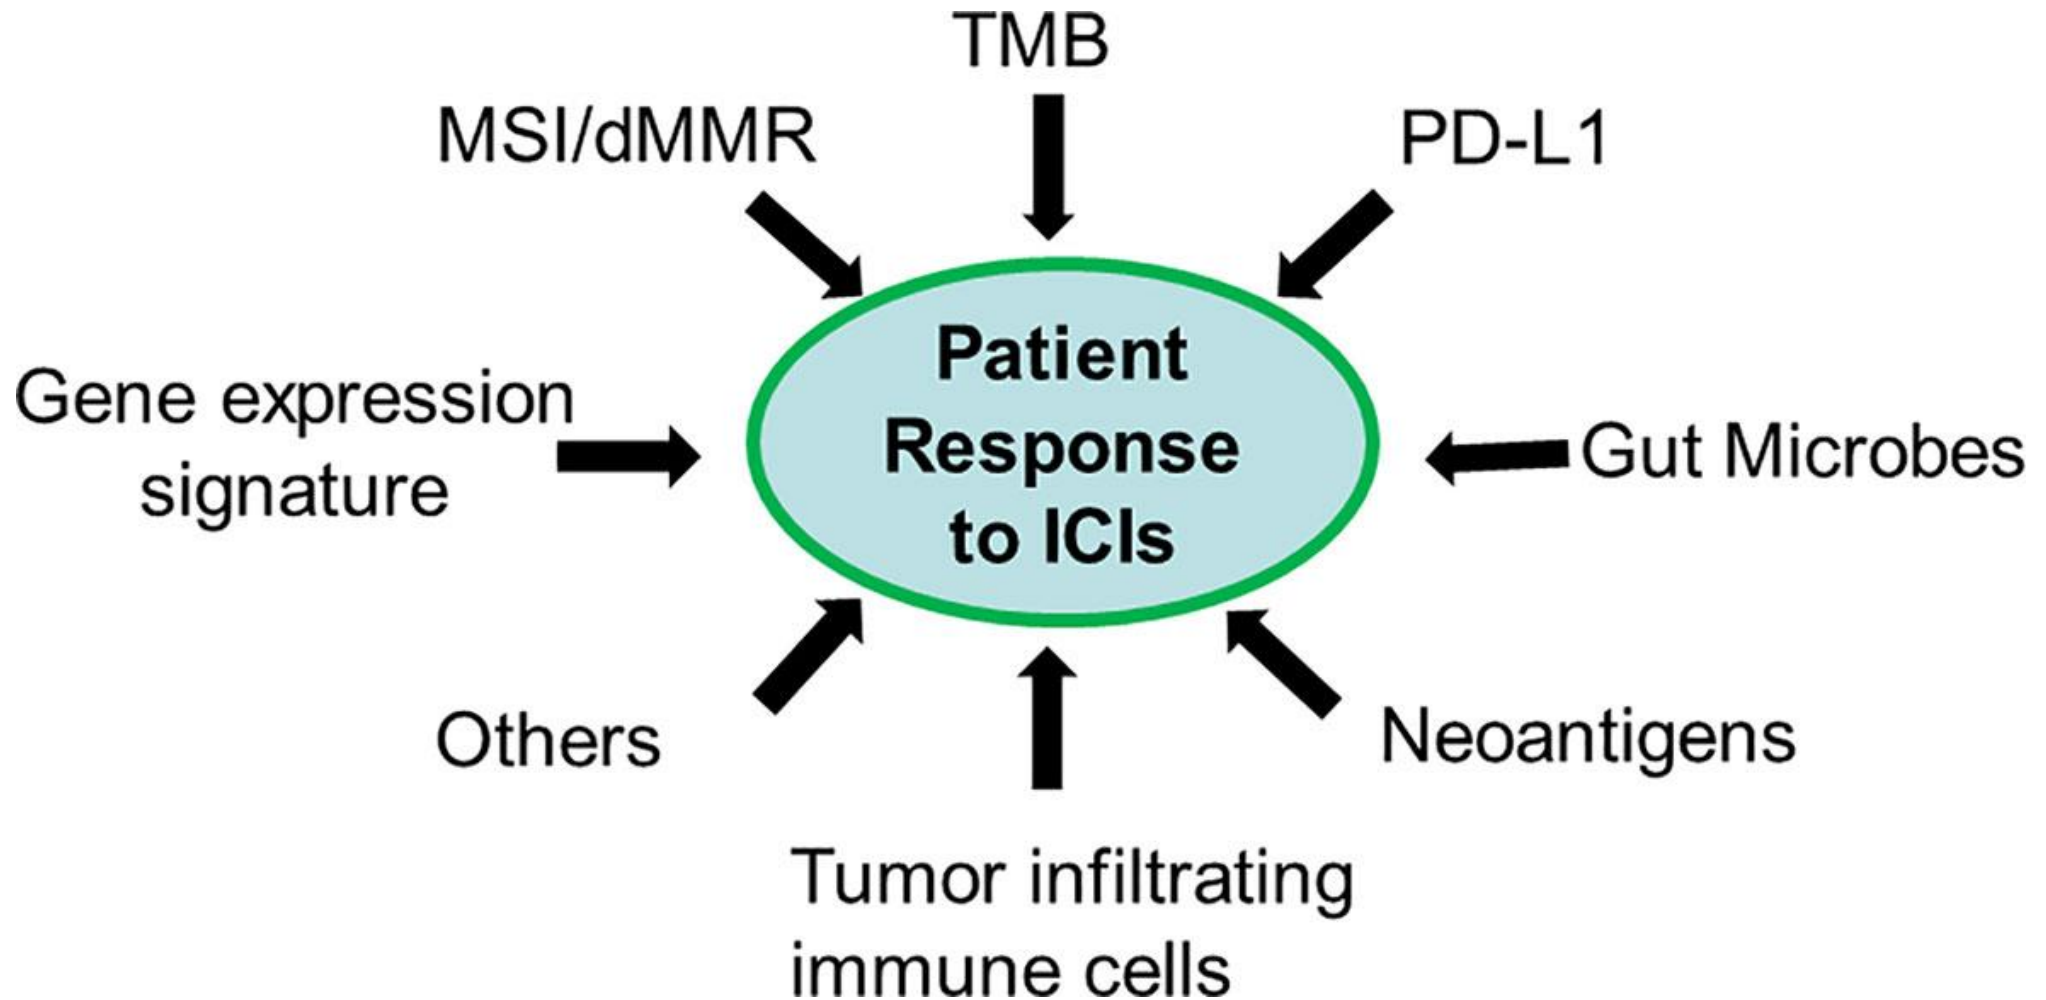 TMB
MSI/dMMR
PD-L1
Patient
Response
to ICIs
Gene expression
signature
Gut Microbes
Others
Neoantigens
Tumor infiltrating
immune cells